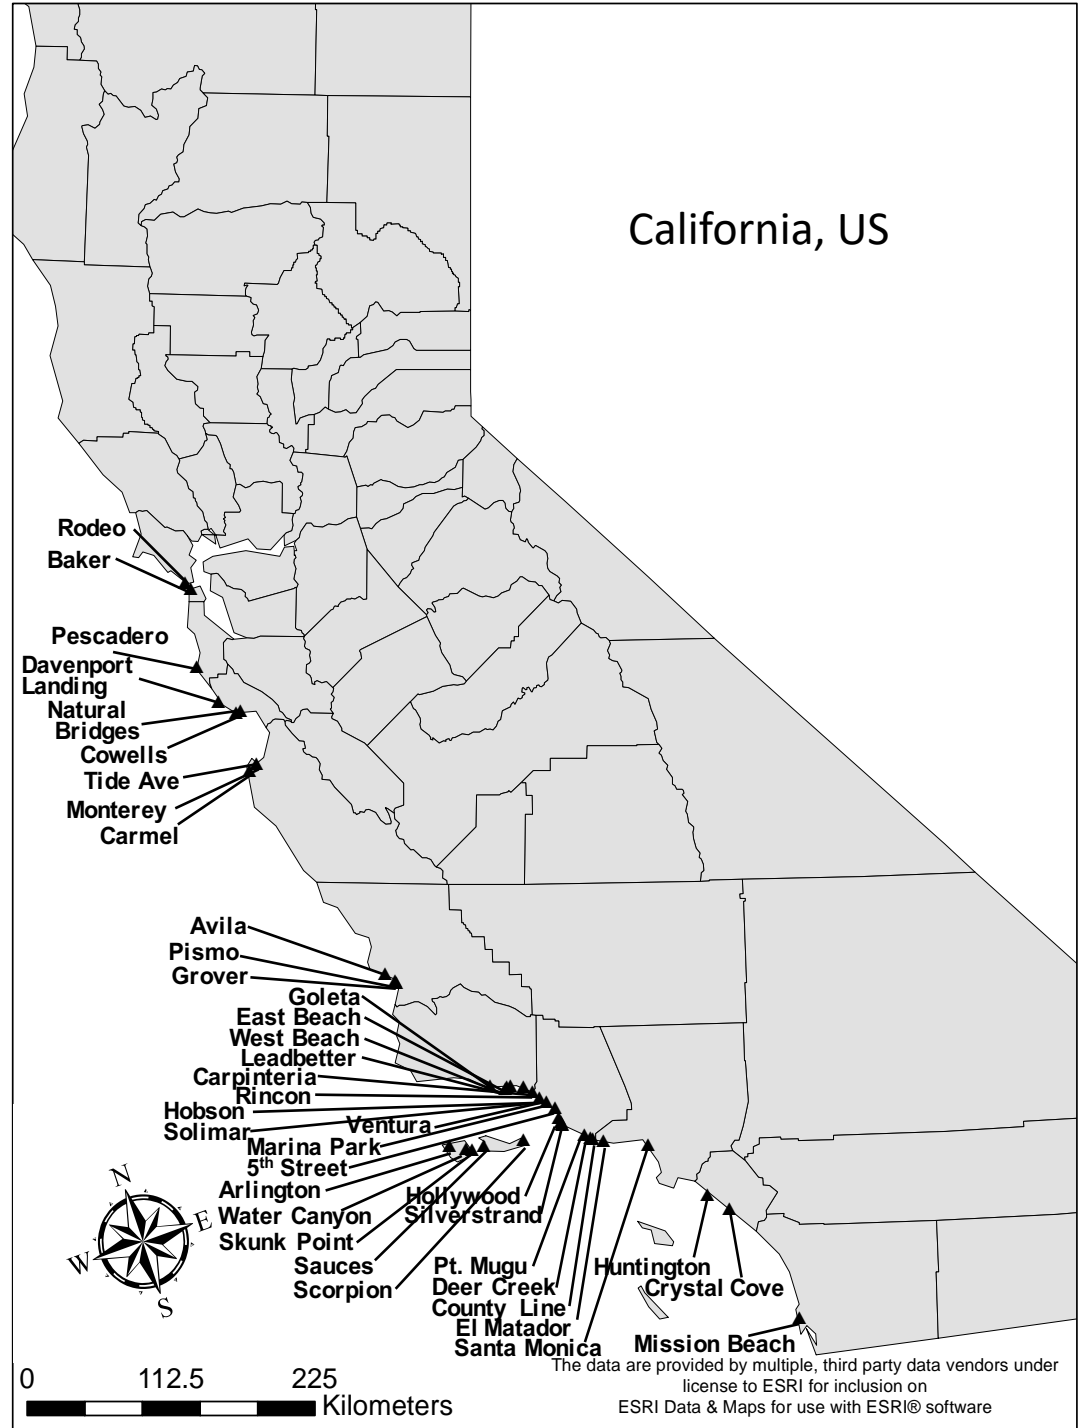 California, US
Rodeo
Baker
Pescadero
Davenport
Landing
Natural
Bridges
Cowells
Tide Ave
Monterey
Carmel
Avila
Pismo
Grover
Goleta
East Beach
West Beach
Leadbetter
Carpinteria
Rincon
Hobson
Solimar
Ventura
Marina Park
5th Street
Arlington
Water Canyon
Skunk Point
Sauces
Scorpion
Hollywood
Silverstrand
Pt. Mugu
Deer Creek
County Line
El Matador
Santa Monica
Huntington
Crystal Cove
Mission Beach
N
E
W
S
0 112.5 225
Kilometers
The data are provided by multiple, third party data vendors under
license to ESRI for inclusion on
ESRI Data & Maps for use with ESRI® software